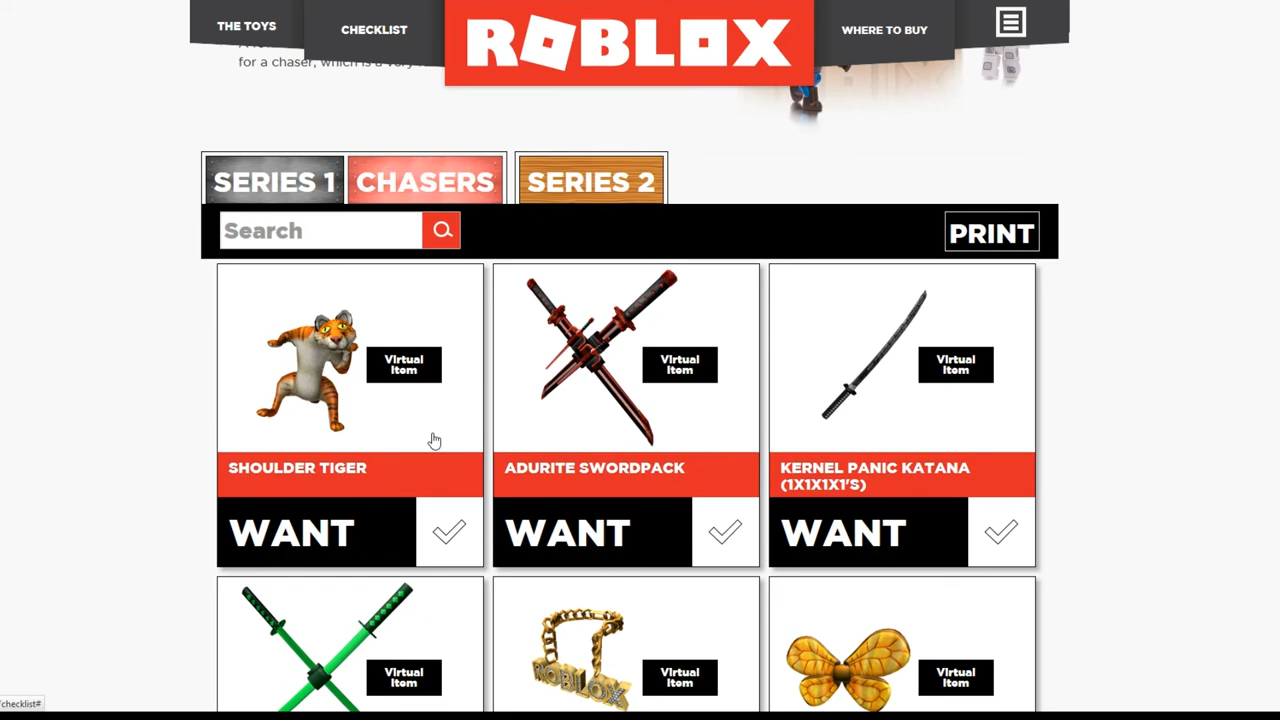 THE TOYS
CHECKLIST
ROBLOX
WHERE TO BUY
for a chaser, which is a
SERIES 1
CHASERS
SERIES 2
Search
PRINT
Virtual
Item
Virtual
Item
Virtual
Item
SHOULDER TIGER
ADURITE SWORDPACK
KERNEL PANIC KATANA
(1X1X1X1'S)
WANT
WANT
WANT
ROBLOX
Virtual
Item
Virtual
Item
Virtual
Item
/checklist#